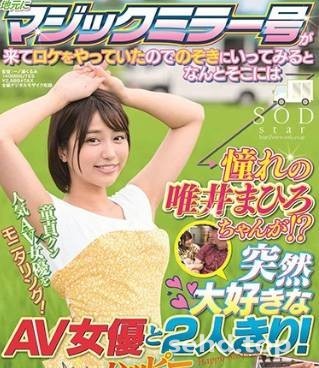 地元に
マジックミラー号が
来てロケをやっていたのでのぞきにいってみると
なんとそこには
SOD
star
憧れの
唯井まひろ
ちゃんが!?
童貞クン
人気AV女優を
モニタリング!
突然
大好きな
AV女優と2人きり!
ハッピー